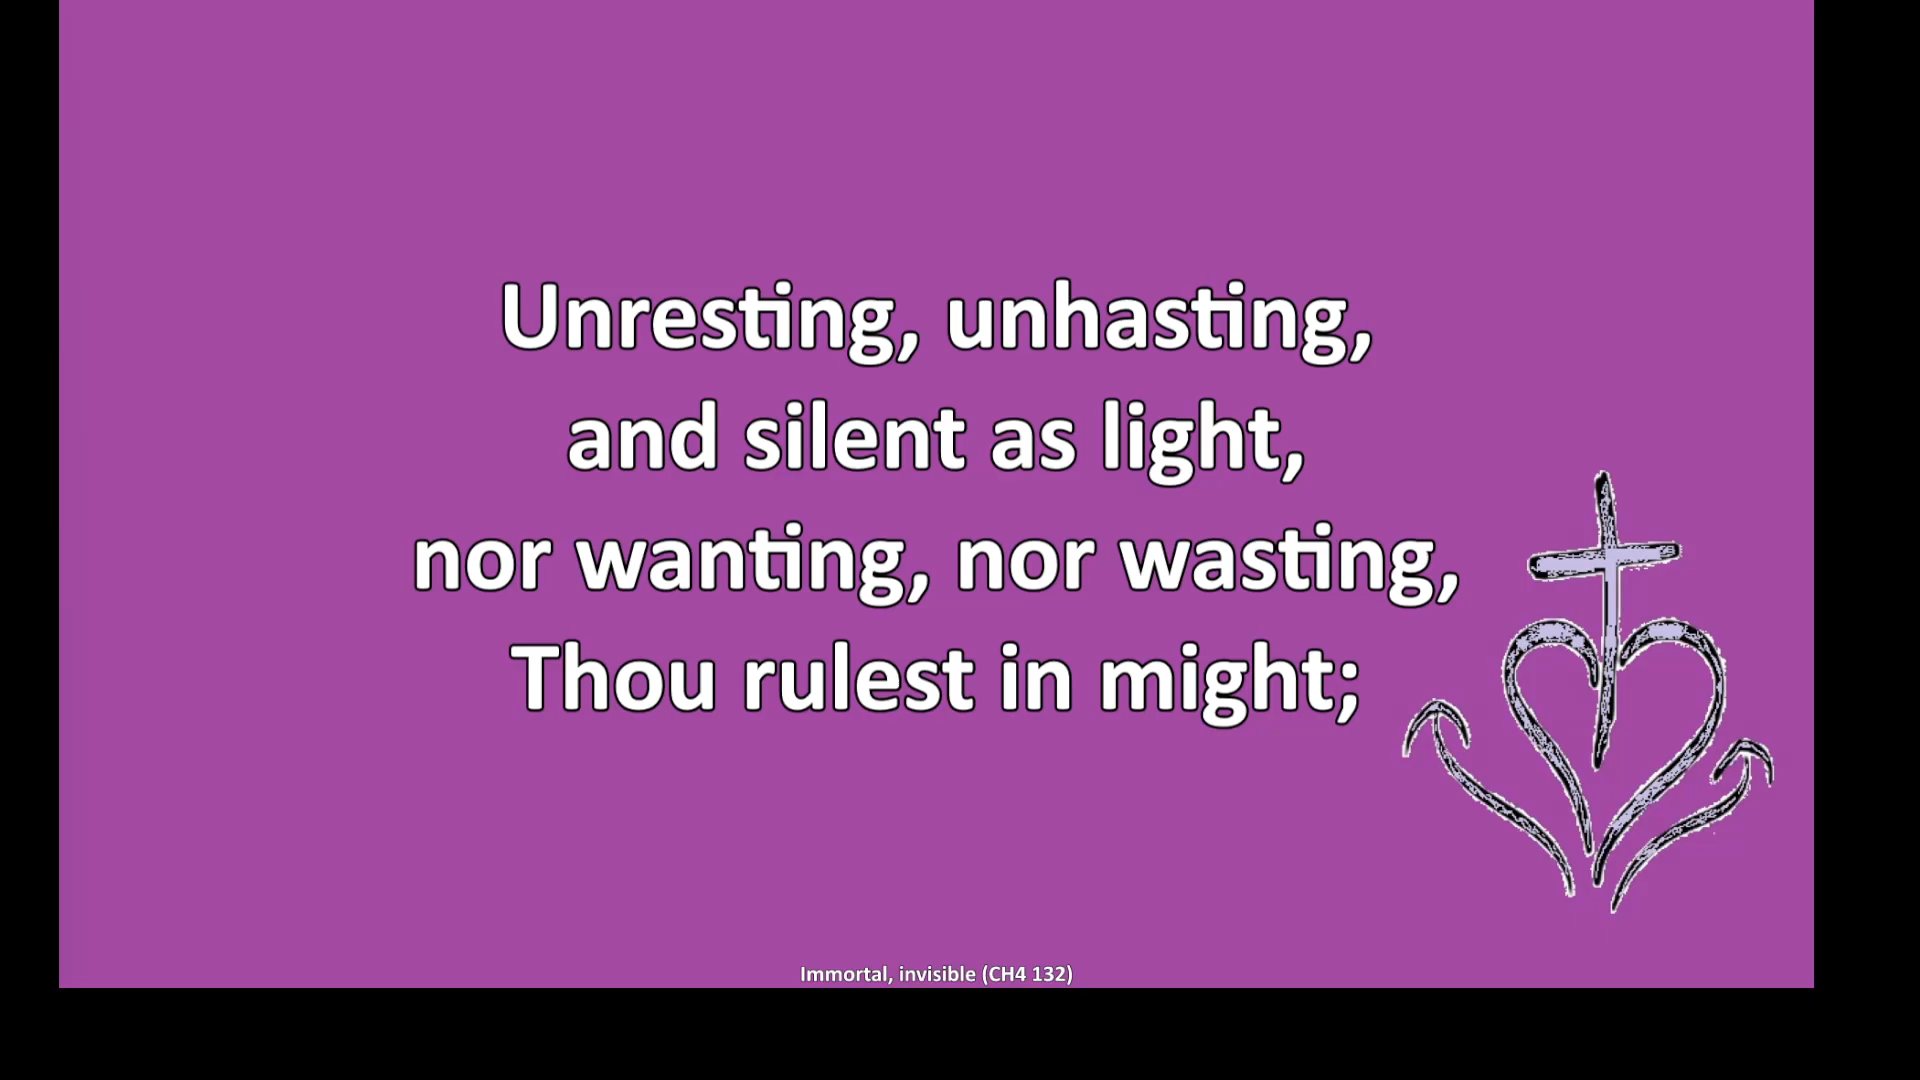 Unresting, unhasting,
and silent as light,
nor wanting, nor wasting,
Thou rulest in might;
Immortal, invisible (CH4 132)